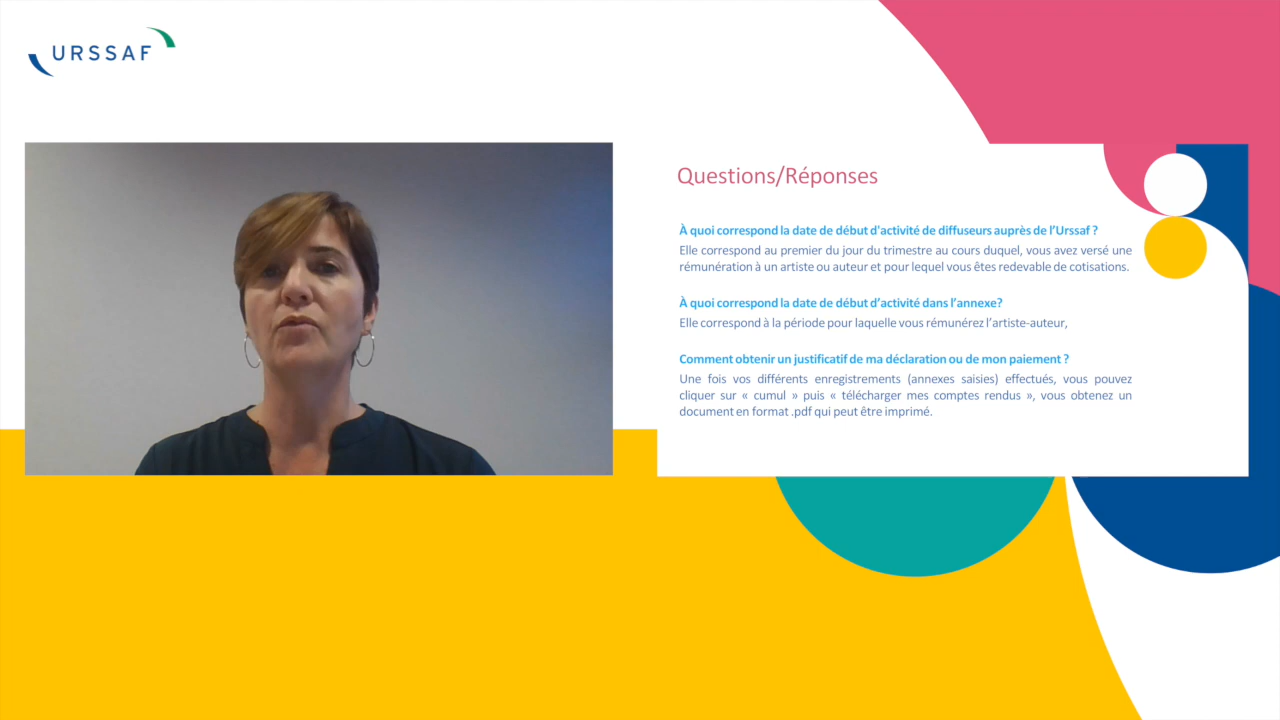 URSSAF
Questions/Réponses
À quoi correspond la date de début d'activité de diffuseurs auprès de l'Urssaf ?
Elle correspond au premier du jour du trimestre au cours duquel, vous avez versé une
rémunération à un artiste ou auteur et pour lequel vous êtes redevable de cotisations.
À quoi correspond la date de début d'activité dans l'annexe?
Elle correspond à la période pour laquelle vous rémunérez l'artiste-auteur,
Comment obtenir un justificatif de ma déclaration ou de mon paiement ?
Une fois vos différents enregistrements (annexes saisies) effectués, vous pouvez
cliquer sur « cumul » puis « télécharger mes comptes rendus », vous obtenez un
document en format .pdf qui peut être imprimé.